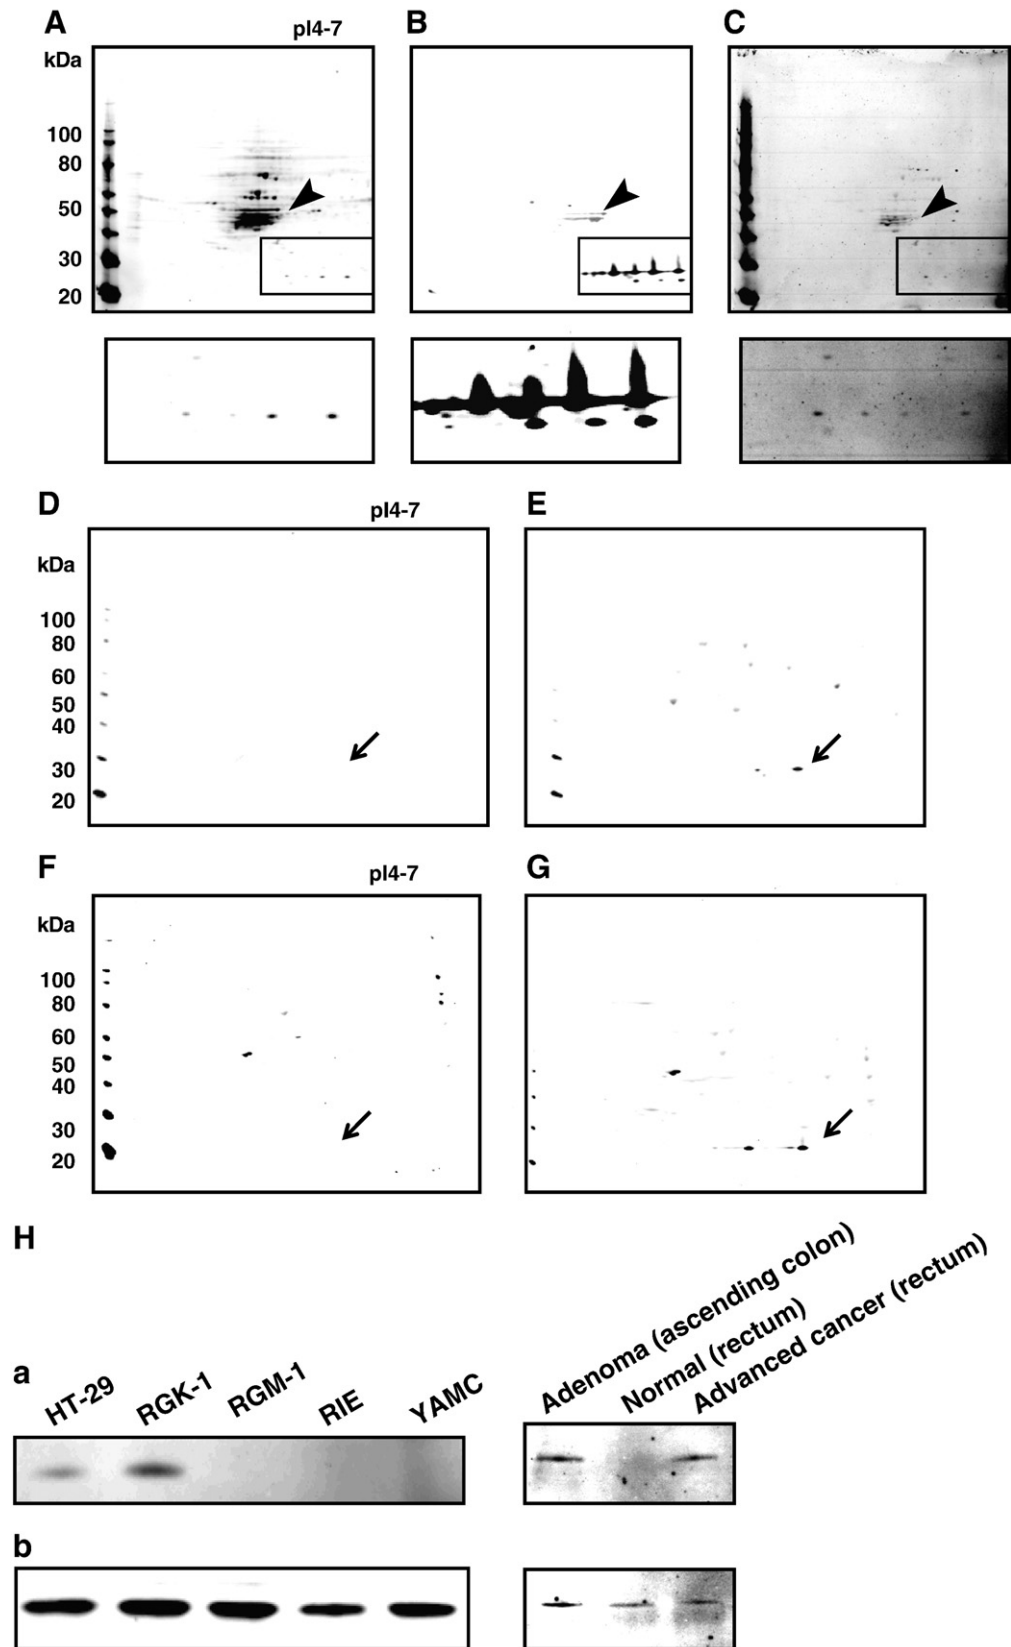 A pI4-7 B C
kDa
100
80
50
30
20
D pI4-7 E
kDa
100
80
60
50
40
30
20
F pI4-7 G
kDa
100
80
60
50
40
30
20
H
a
HT-29 RGK-1 RGM-1 RIE YAMC
Adenoma (ascending colon)
Normal (rectum)
Advanced cancer (rectum)
b